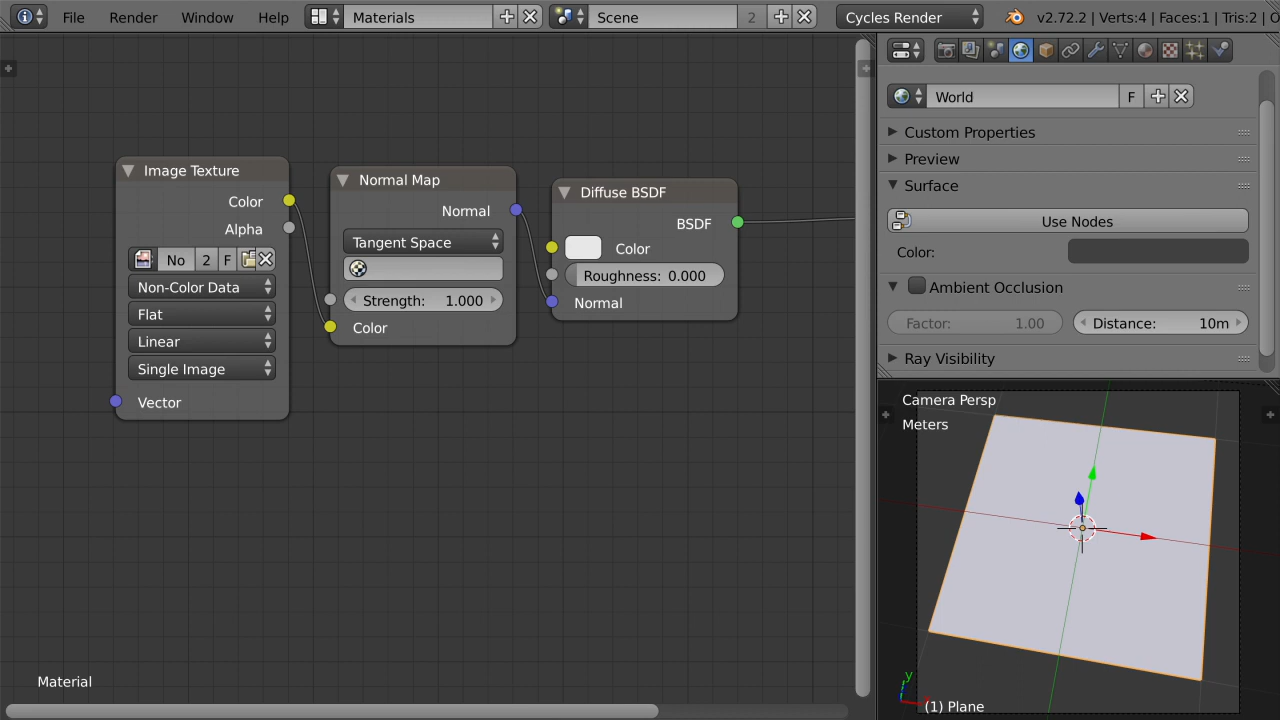 File Render Window Help Materials Scene 2 Cycles Render v2.72.2 | Verts:4 | Faces:1 | Tris:2 | O
World F
Custom Properties
Preview
Surface
Use Nodes
Color:
Ambient Occlusion
Factor: 1.00 Distance: 10m
Ray Visibility
Image Texture
Color
Alpha
No 2 F
Non-Color Data
Flat
Linear
Single Image
Vector
Normal Map
Normal
Tangent Space
Strength: 1.000
Color
Diffuse BSDF
BSDF
Color
Roughness: 0.000
Normal
Material
Camera Persp
Meters
y
(1) Plane